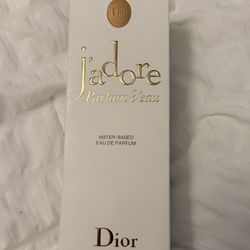 Dior
j'adore
Parfum d'eau
WATER-BASED
EAU DE PARFUM
Dior